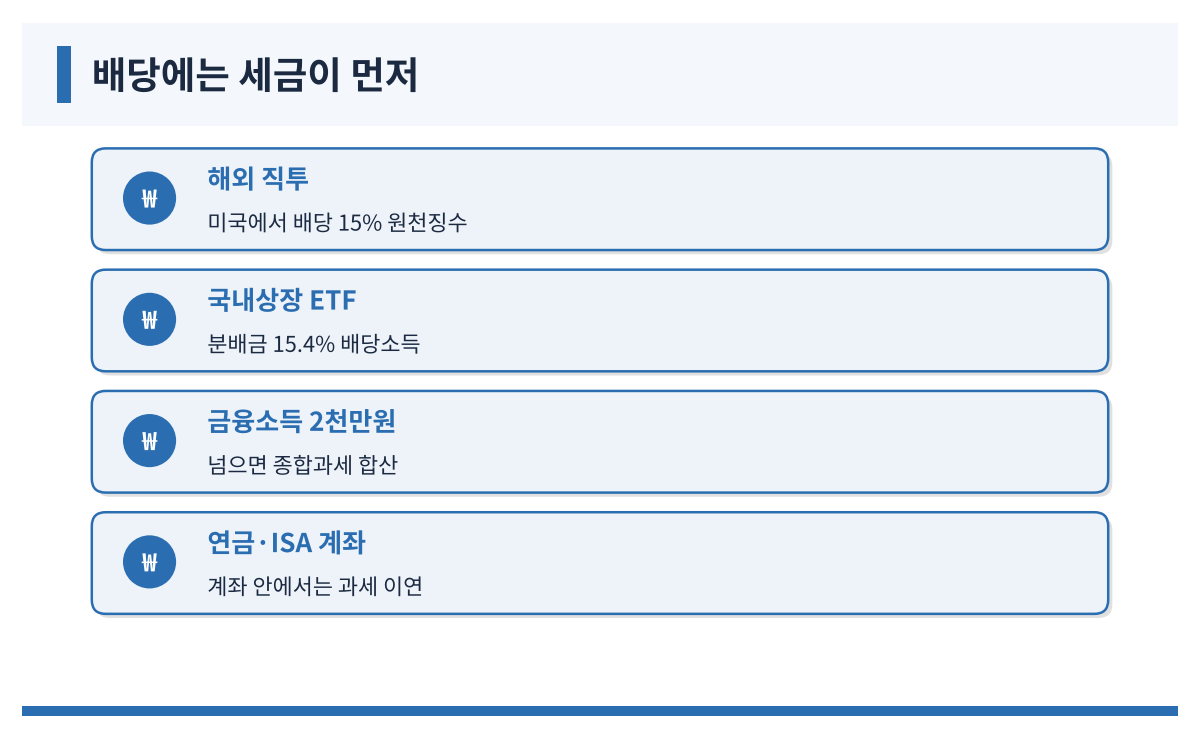 배당에는 세금이 먼저
₩
해외 직투
미국에서 배당 15% 원천징수
₩
국내상장 ETF
분배금 15.4% 배당소득
₩
금융소득 2천만원
넘으면 종합과세 합산
₩
연금·ISA 계좌
계좌 안에서는 과세 이연